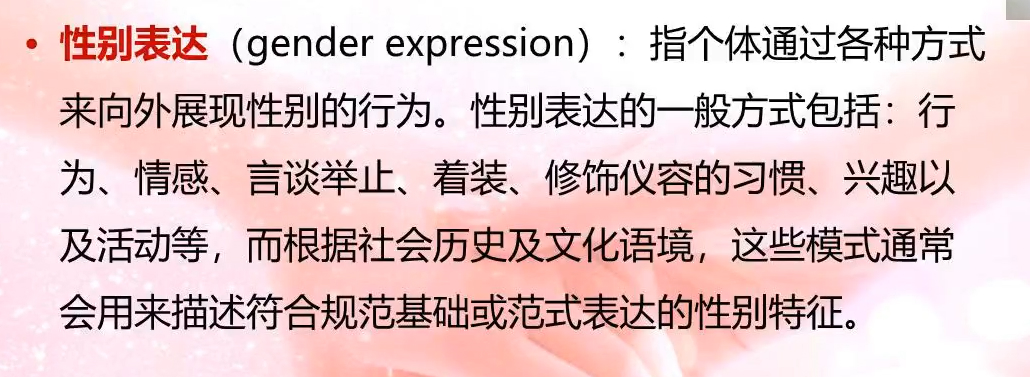 • 性别表达（gender expression）：指个体通过各种方式
来向外展现性别的行为。性别表达的一般方式包括：行
为、情感、言谈举止、着装、修饰仪容的习惯、兴趣以
及活动等，而根据社会历史及文化语境，这些模式通常
会用来描述符合规范基础或范式表达的性别特征。